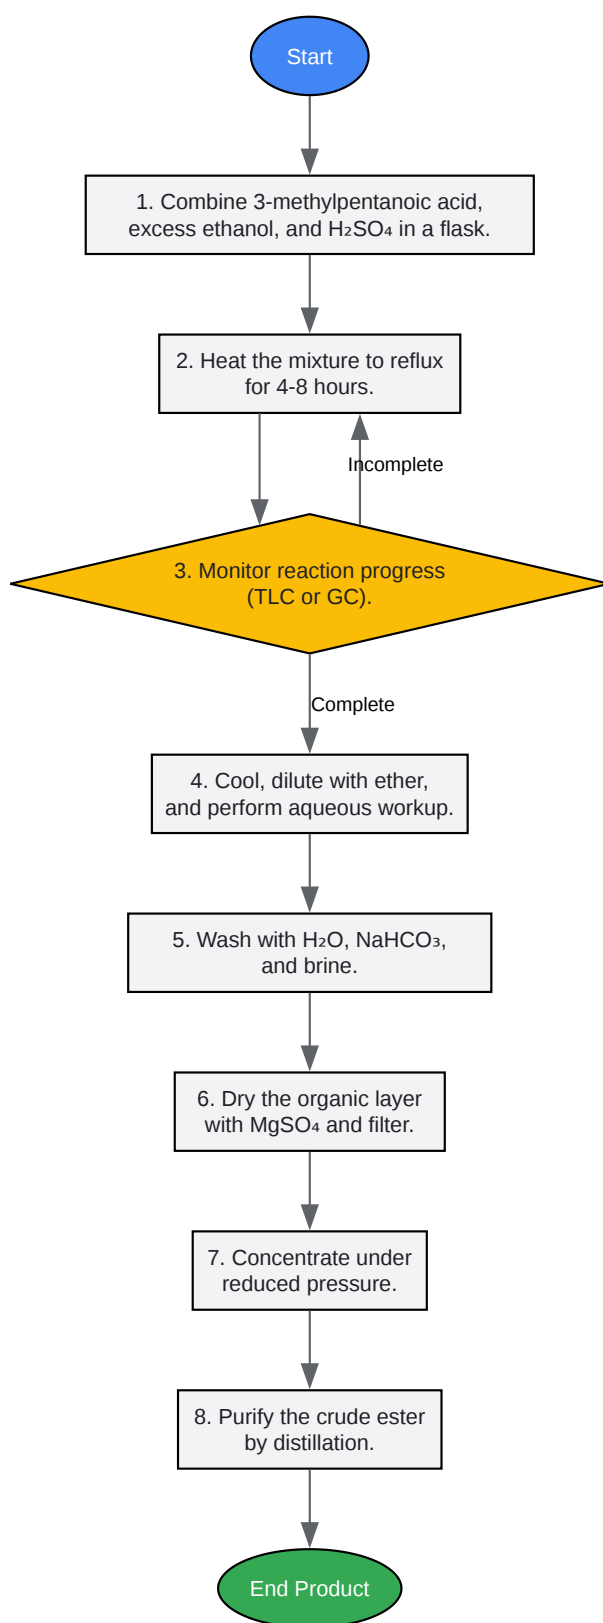 Start
1. Combine 3-methylpentanoic acid,
excess ethanol, and H₂SO₄ in a flask.
2. Heat the mixture to reflux
for 4-8 hours.
Incomplete
3. Monitor reaction progress
(TLC or GC).
Complete
4. Cool, dilute with ether,
and perform aqueous workup.
5. Wash with H₂O, NaHCO₃,
and brine.
6. Dry the organic layer
with MgSO₄ and filter.
7. Concentrate under
reduced pressure.
8. Purify the crude ester
by distillation.
End Product